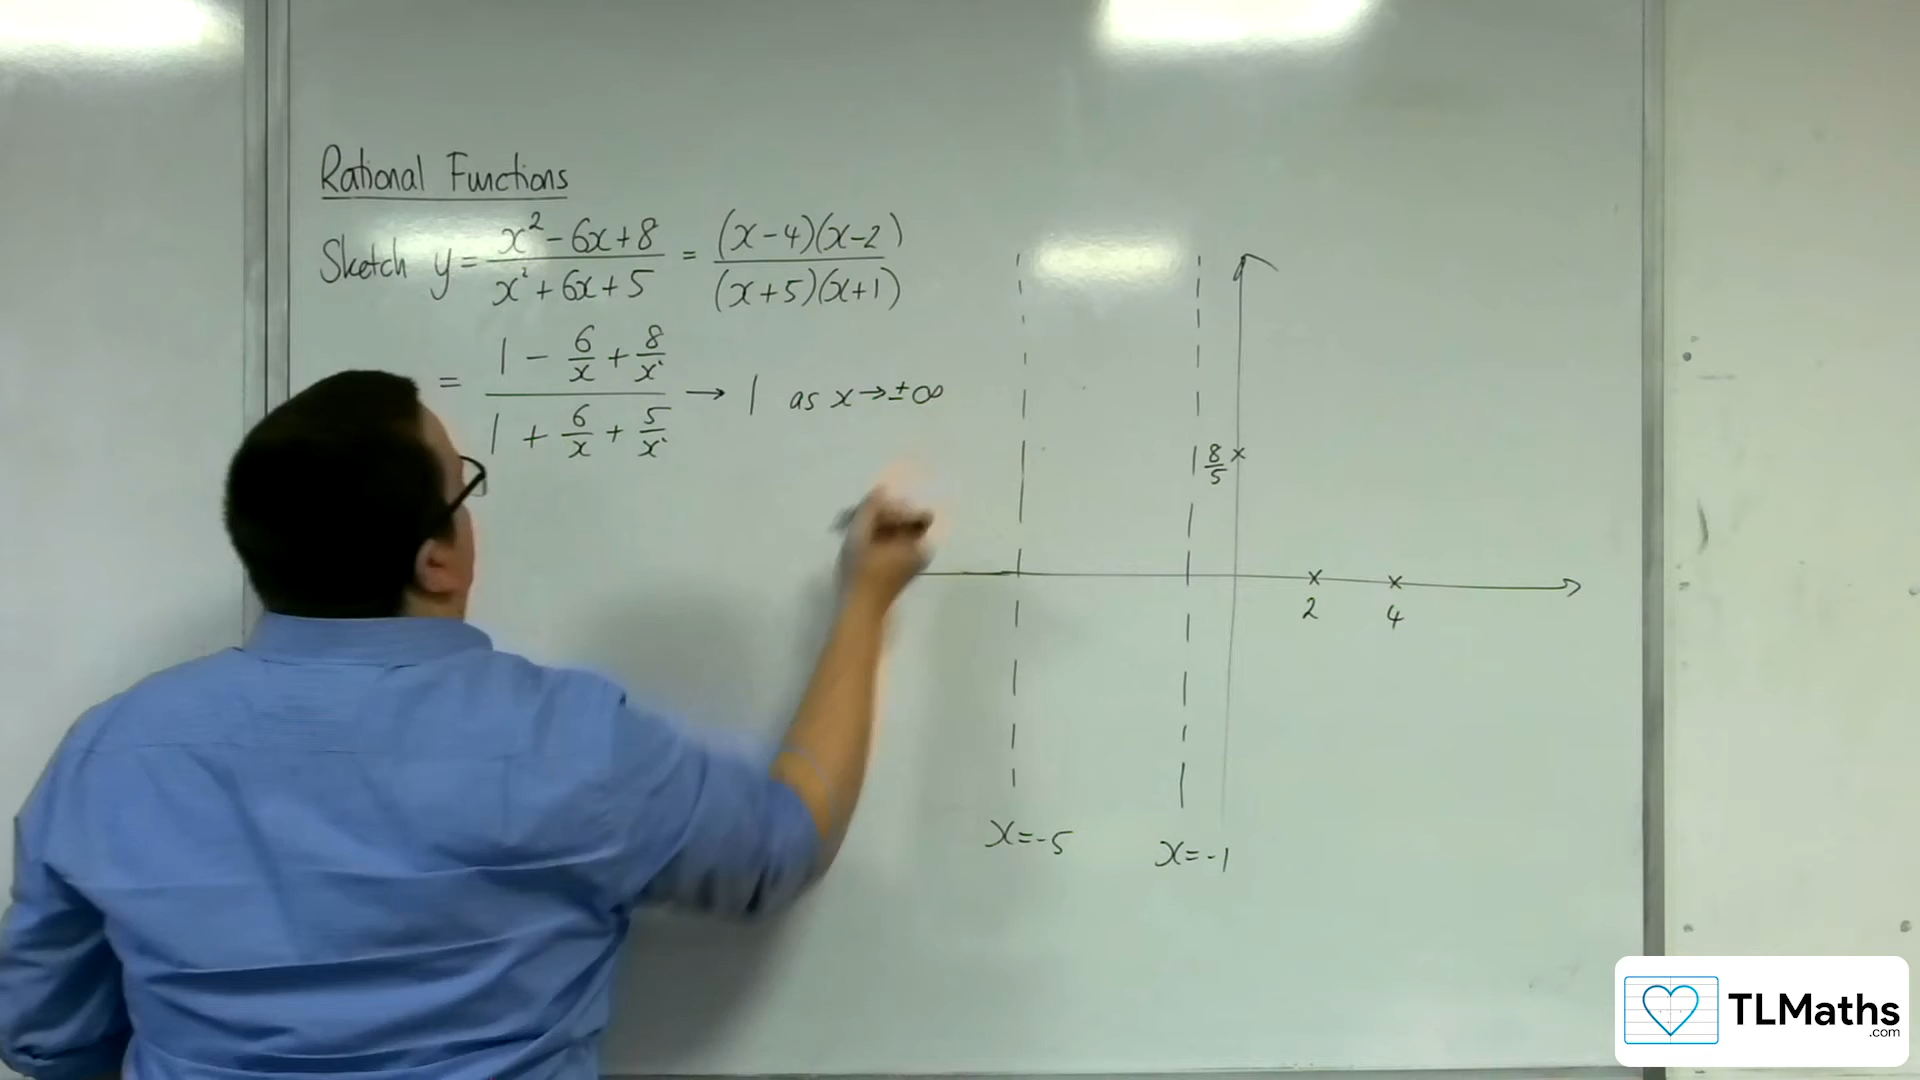 Rational Functions
Sketch y = (x² - 6x + 8)/(x² + 6x + 5) = ((x-4)(x-2))/((x+5)(x+1))
= (1 - 6/x + 8/x²)/(1 + 6/x + 5/x²) → 1 as x → ±∞
8/5
2 4
x=-5 x=-1
TLMaths
.com